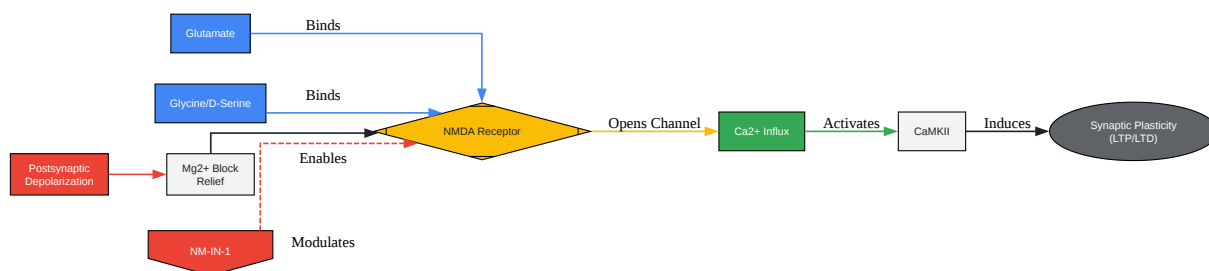 Glutamate
Binds
Glycine/D-Serine
Binds
NMDA Receptor
Opens Channel
Ca2+ Influx
Activates
CaMKII
Induces
Synaptic Plasticity
(LTP/LTD)
Enables
Postsynaptic
Depolarization
Mg2+ Block
Relief
NM-IN-1
Modulates